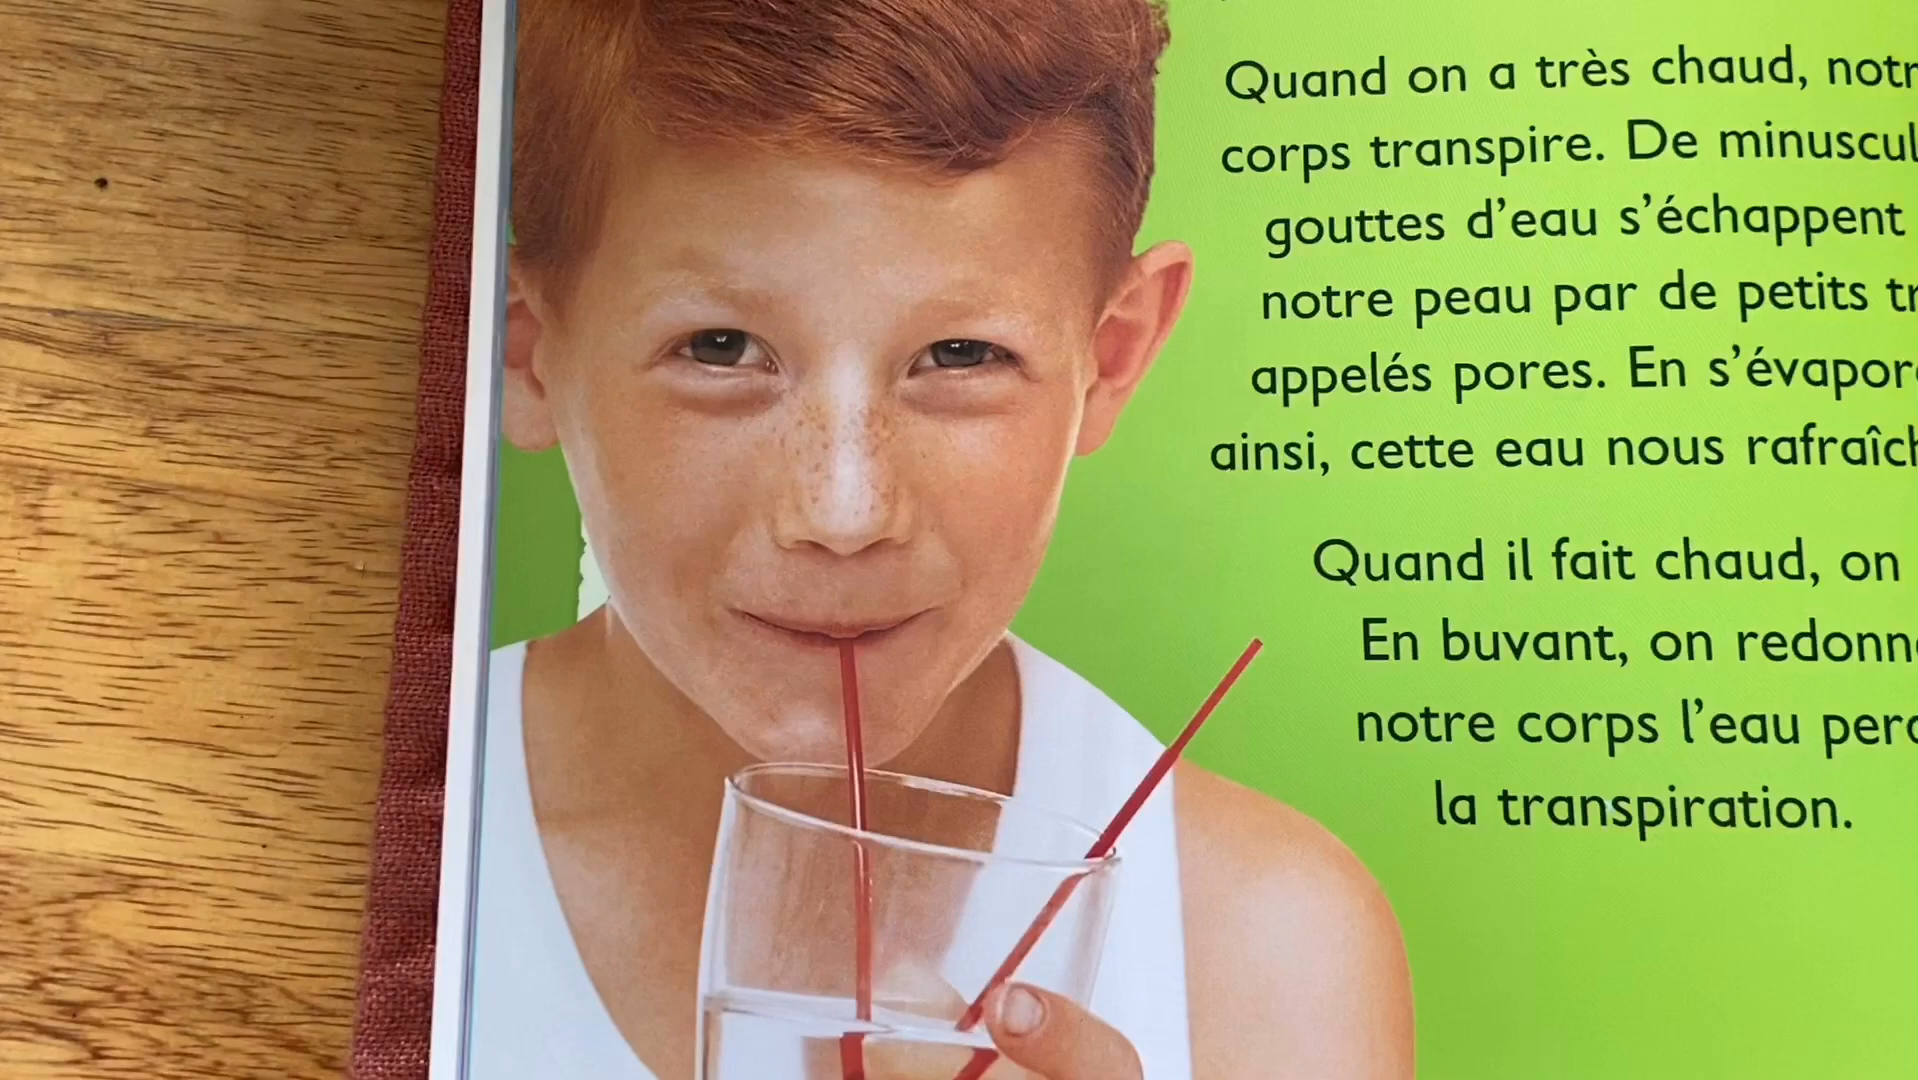 Quand on a très chaud, notr
corps transpire. De minuscul
gouttes d'eau s'échappent
notre peau par de petits tr
appelés pores. En s'évapor
ainsi, cette eau nous rafraîch
Quand il fait chaud, on
En buvant, on redonn
notre corps l'eau perd
la transpiration.